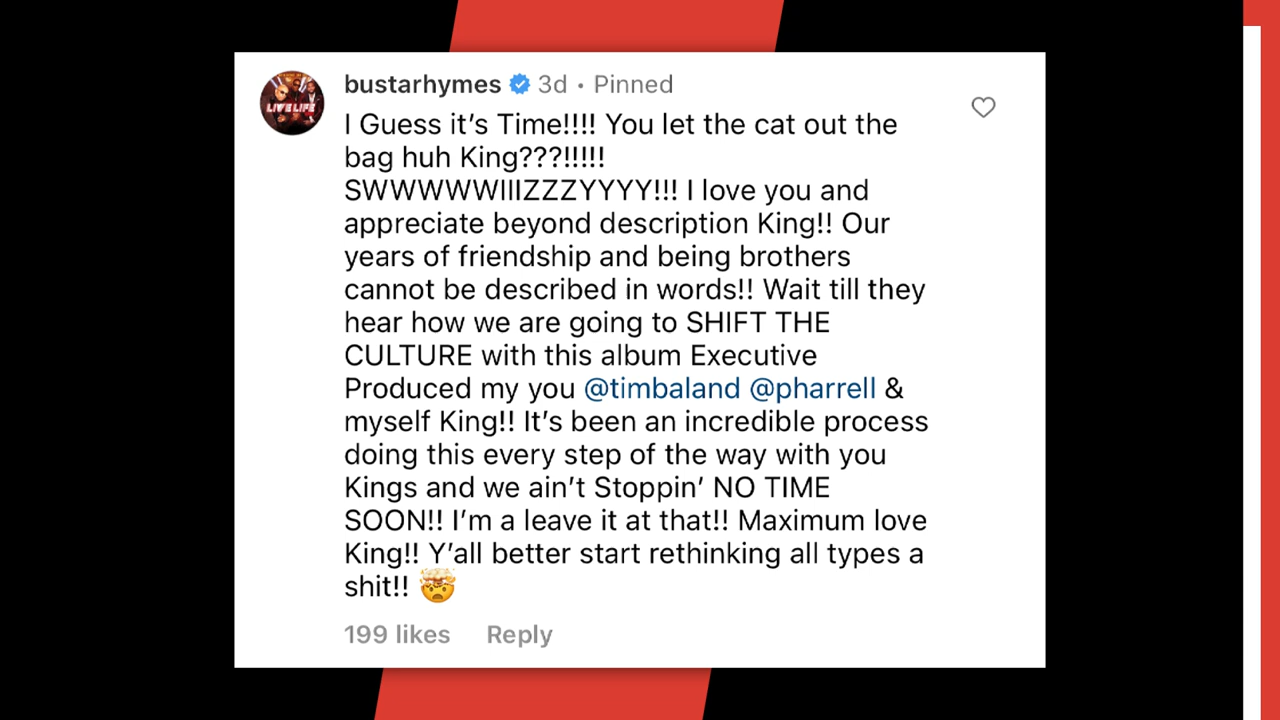 bustarhymes 3d • Pinned
I Guess it's Time!!!! You let the cat out the
bag huh King???!!!!!
SWWWWWIIIZZZYYYY!!! I love you and
appreciate beyond description King!! Our
years of friendship and being brothers
cannot be described in words!! Wait till they
hear how we are going to SHIFT THE
CULTURE with this album Executive
Produced my you @timbaland @pharrell &
myself King!! It's been an incredible process
doing this every step of the way with you
Kings and we ain't Stoppin' NO TIME
SOON!! I'm a leave it at that!! Maximum love
King!! Y'all better start rethinking all types a
shit!! 🤯
199 likes Reply
LIVE LIFE